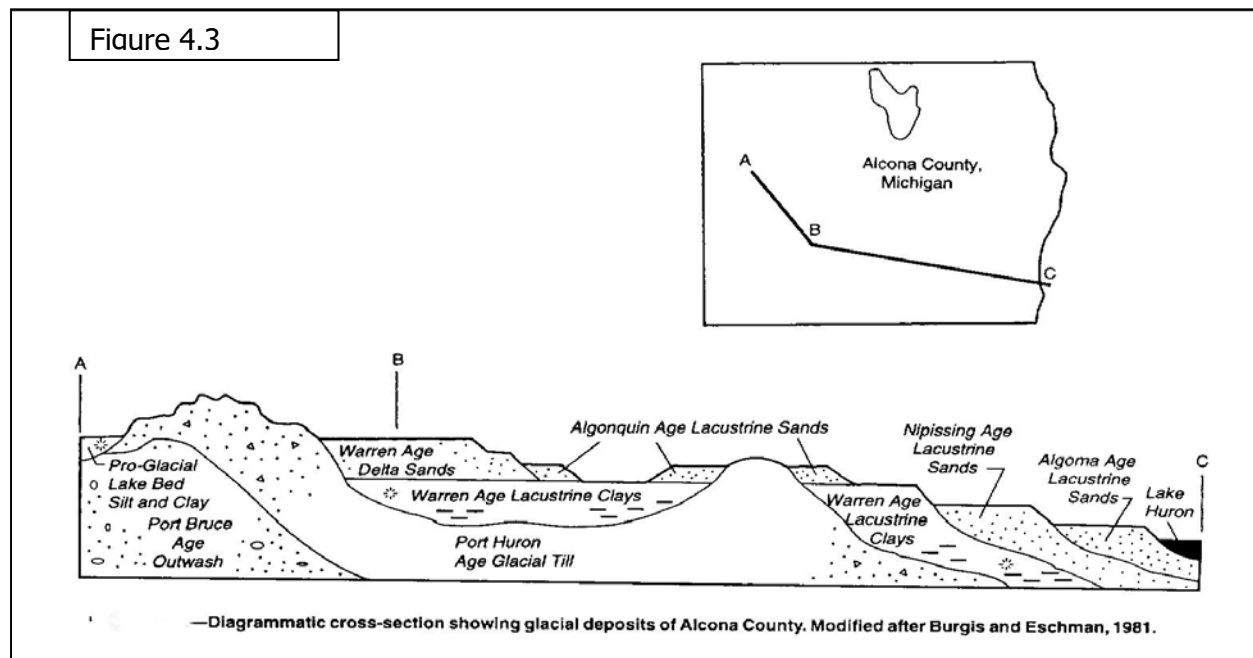 Figure 4.3
Alcona County,
Michigan
A
B
C
A
B
C
Algonquin Age Lacustrine Sands
Nipissing Age
Lacustrine
Sands
Algoma Age
Lacustrine
Sands
Lake
Huron
Warren Age
Delta Sands
Pro-Glacial
Lake Bed
Silt and Clay
Warren Age Lacustrine Clays
Warren Age
Lacustrine
Clays
Port Bruce
Age
Outwash
Port Huron
Age Glacial Till
—Diagrammatic cross-section showing glacial deposits of Alcona County. Modified after Burgis and Eschman, 1981.